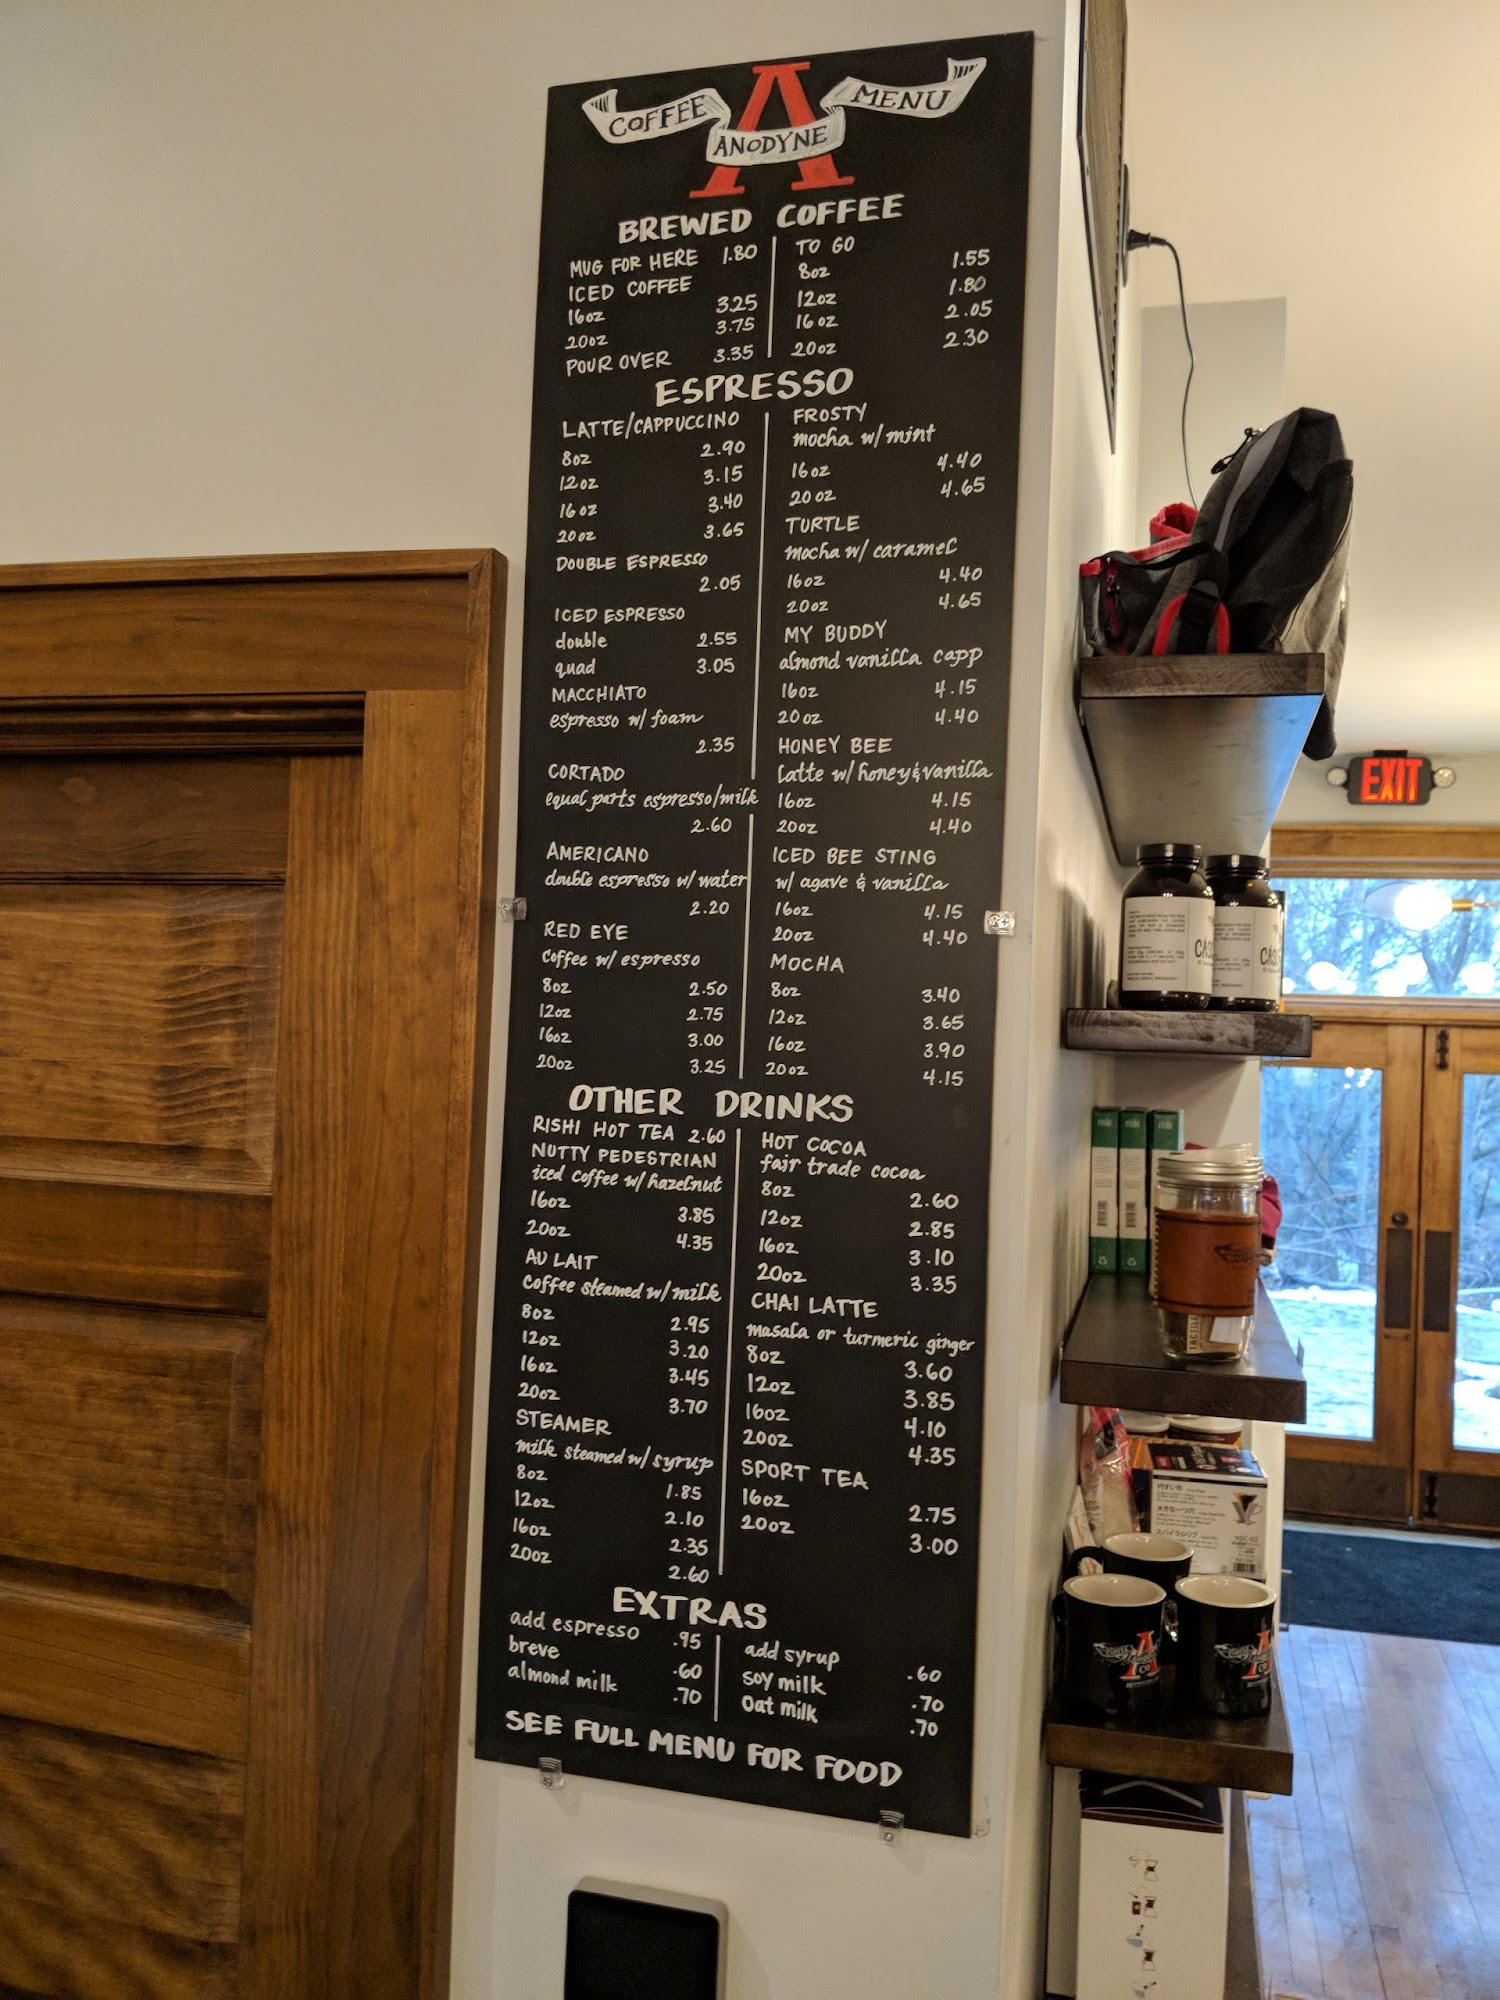 COFFEE ANODYNE MENU
BREWED COFFEE
MUG FOR HERE 1.80
ICED COFFEE
16oz 3.25
20oz 3.75
POUR OVER 3.35
TO GO
8oz 1.55
12oz 1.80
16oz 2.05
20oz 2.30
ESPRESSO
LATTE/CAPPUCCINO
8oz 2.90
12oz 3.15
16oz 3.40
20oz 3.65
DOUBLE ESPRESSO
2.05
ICED ESPRESSO
double 2.55
quad 3.05
MACCHIATO
espresso w/ foam
2.35
CORTADO
equal parts espresso/milk
2.60
AMERICANO
double espresso w/ water
2.20
RED EYE
coffee w/ espresso
8oz 2.50
12oz 2.75
16oz 3.00
20oz 3.25
FROSTY
mocha w/ mint
16oz 4.40
20oz 4.65
TURTLE
mocha w/ caramel
16oz 4.40
20oz 4.65
MY BUDDY
almond vanilla capp
16oz 4.15
20oz 4.40
HONEY BEE
latte w/ honey & vanilla
16oz 4.15
20oz 4.40
ICED BEE STING
w/ agave & vanilla
16oz 4.15
20oz 4.40
MOCHA
8oz 3.40
12oz 3.65
16oz 3.90
20oz 4.15
OTHER DRINKS
RISHI HOT TEA 2.60
NUTTY PEDESTRIAN
iced coffee w/ hazelnut
16oz 3.85
20oz 4.35
AU LAIT
coffee steamed w/ milk
8oz 2.95
12oz 3.20
16oz 3.45
20oz 3.70
STEAMER
milk steamed w/ syrup
8oz 1.85
12oz 2.10
16oz 2.35
20oz 2.60
HOT COCOA
fair trade cocoa
8oz 2.60
12oz 2.85
16oz 3.10
20oz 3.35
CHAI LATTE
masala or turmeric ginger
8oz 3.60
12oz 3.85
16oz 4.10
20oz 4.35
SPORT TEA
16oz 2.75
20oz 3.00
EXTRAS
add espresso .95
breve .60
almond milk .70
add syrup .60
soy milk .70
oat milk .70
SEE FULL MENU FOR FOOD
EXIT